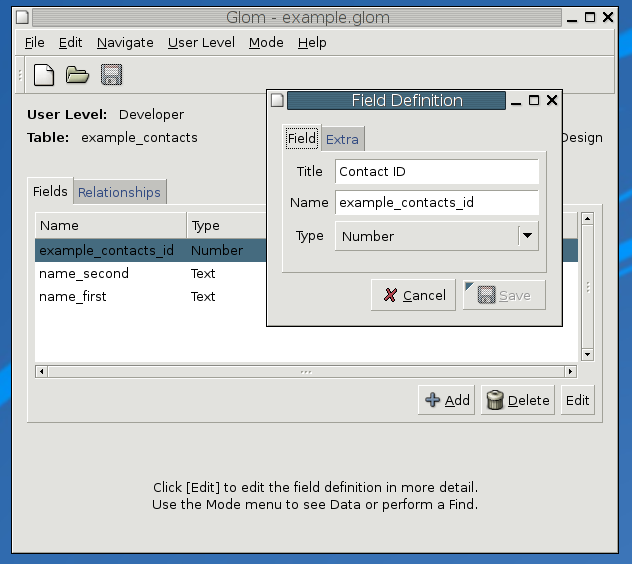 Glom - example.glom
File Edit Navigate User Level Mode Help
User Level: Developer
Table: example_contacts
Design
Fields Relationships
Name Type
example_contacts_id Number
name_second Text
name_first Text
Add Delete Edit
Click [Edit] to edit the field definition in more detail.
Use the Mode menu to see Data or perform a Find.
Field Definition
Field Extra
Title Contact ID
Name example_contacts_id
Type Number
Cancel Save